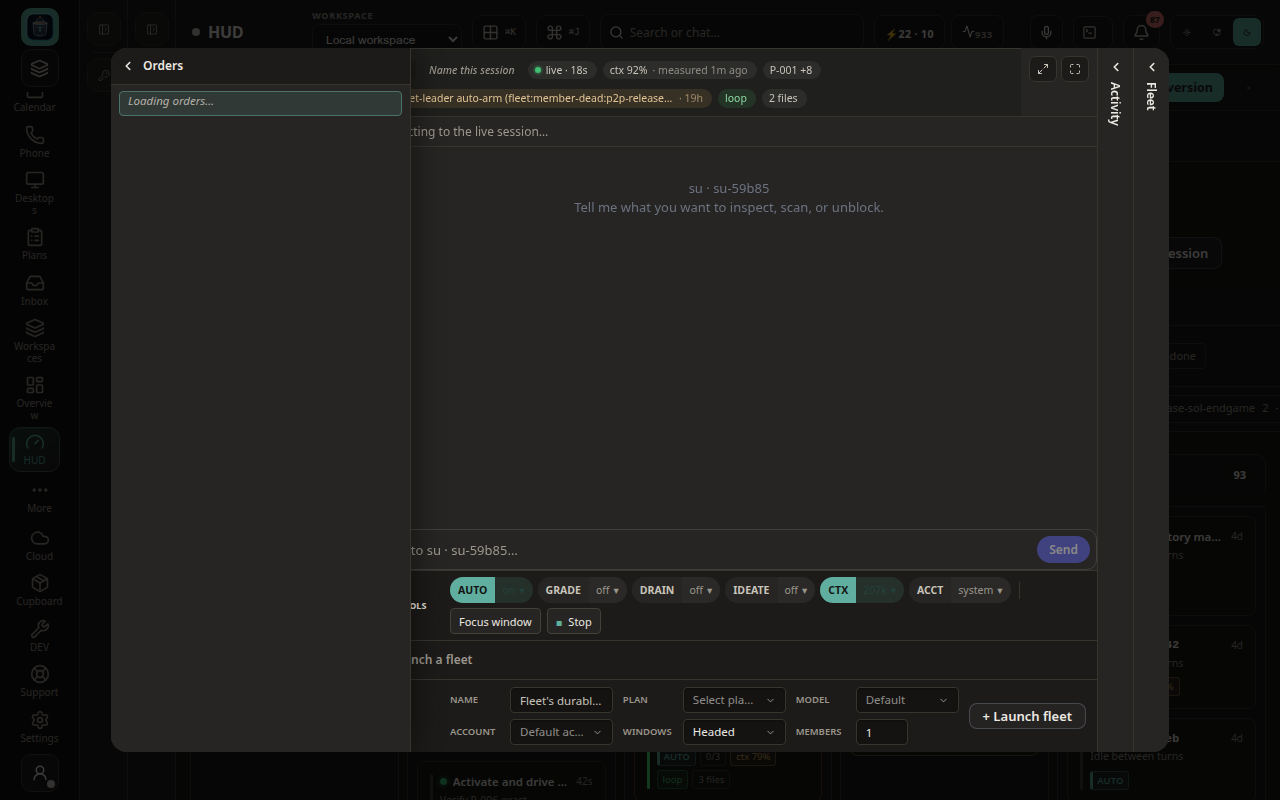 HUD
WORKSPACE
Local workspace
⌘K
⌘J
Search or chat...
⚡22 · 10
933
87
Calendar
Phone
Desktop
s
Plans
Inbox
Workspa
ces
Overvie
w
HUD
More
Cloud
Cupboard
DEV
Support
Settings
Orders
Loading orders...
Name this session
live · 18s
ctx 92% · measured 1m ago
P-001 +8
et-leader auto-arm (fleet:member-dead:p2p-release... · 19h
loop
2 files
cting to the live session...
su · su-59b85
Tell me what you want to inspect, scan, or unblock.
to su · su-59b85...
Send
OLS
AUTO on ▾
GRADE off ▾
DRAIN off ▾
IDEATE off ▾
CTX
ACCT system ▾
Focus window
Stop
nch a fleet
NAME
Fleet's durabl...
PLAN
Select pla...
MODEL
Default
ACCOUNT
Default ac...
WINDOWS
Headed
MEMBERS
1
+ Launch fleet
Activity
Fleet
version
ession
done
ase-sol-endgame 2
93
tory ma... 4d
rns
42 4d
rns
%
eb 4d
Idle between turns
AUTO
AUTO 0/3 ctx 79%
loop 3 files
Activate and drive ... 42s